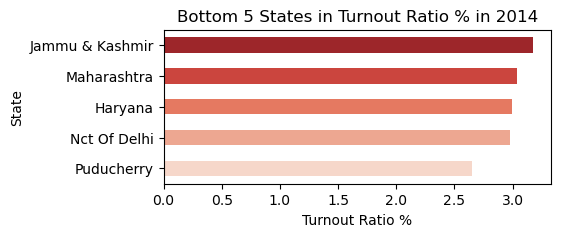 Bottom 5 States in Turnout Ratio % in 2014
State
Jammu & Kashmir
Maharashtra
Haryana
Nct Of Delhi
Puducherry
0.0 0.5 1.0 1.5 2.0 2.5 3.0
Turnout Ratio %